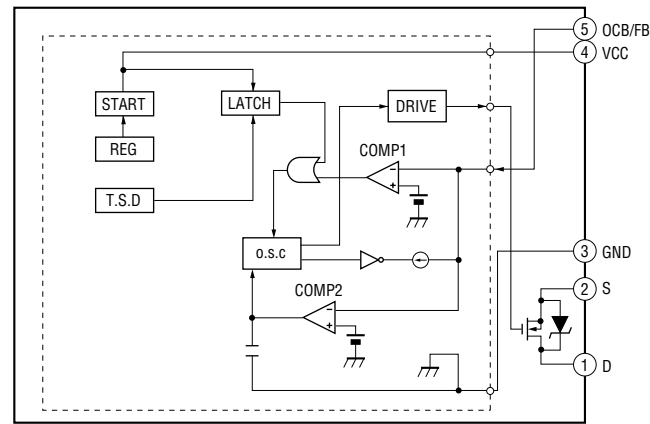 5 OCB/FB
4 VCC
START
LATCH
DRIVE
REG
COMP1
−
+
T.S.D
3 GND
o.s.c
2 S
COMP2
−
+
1 D